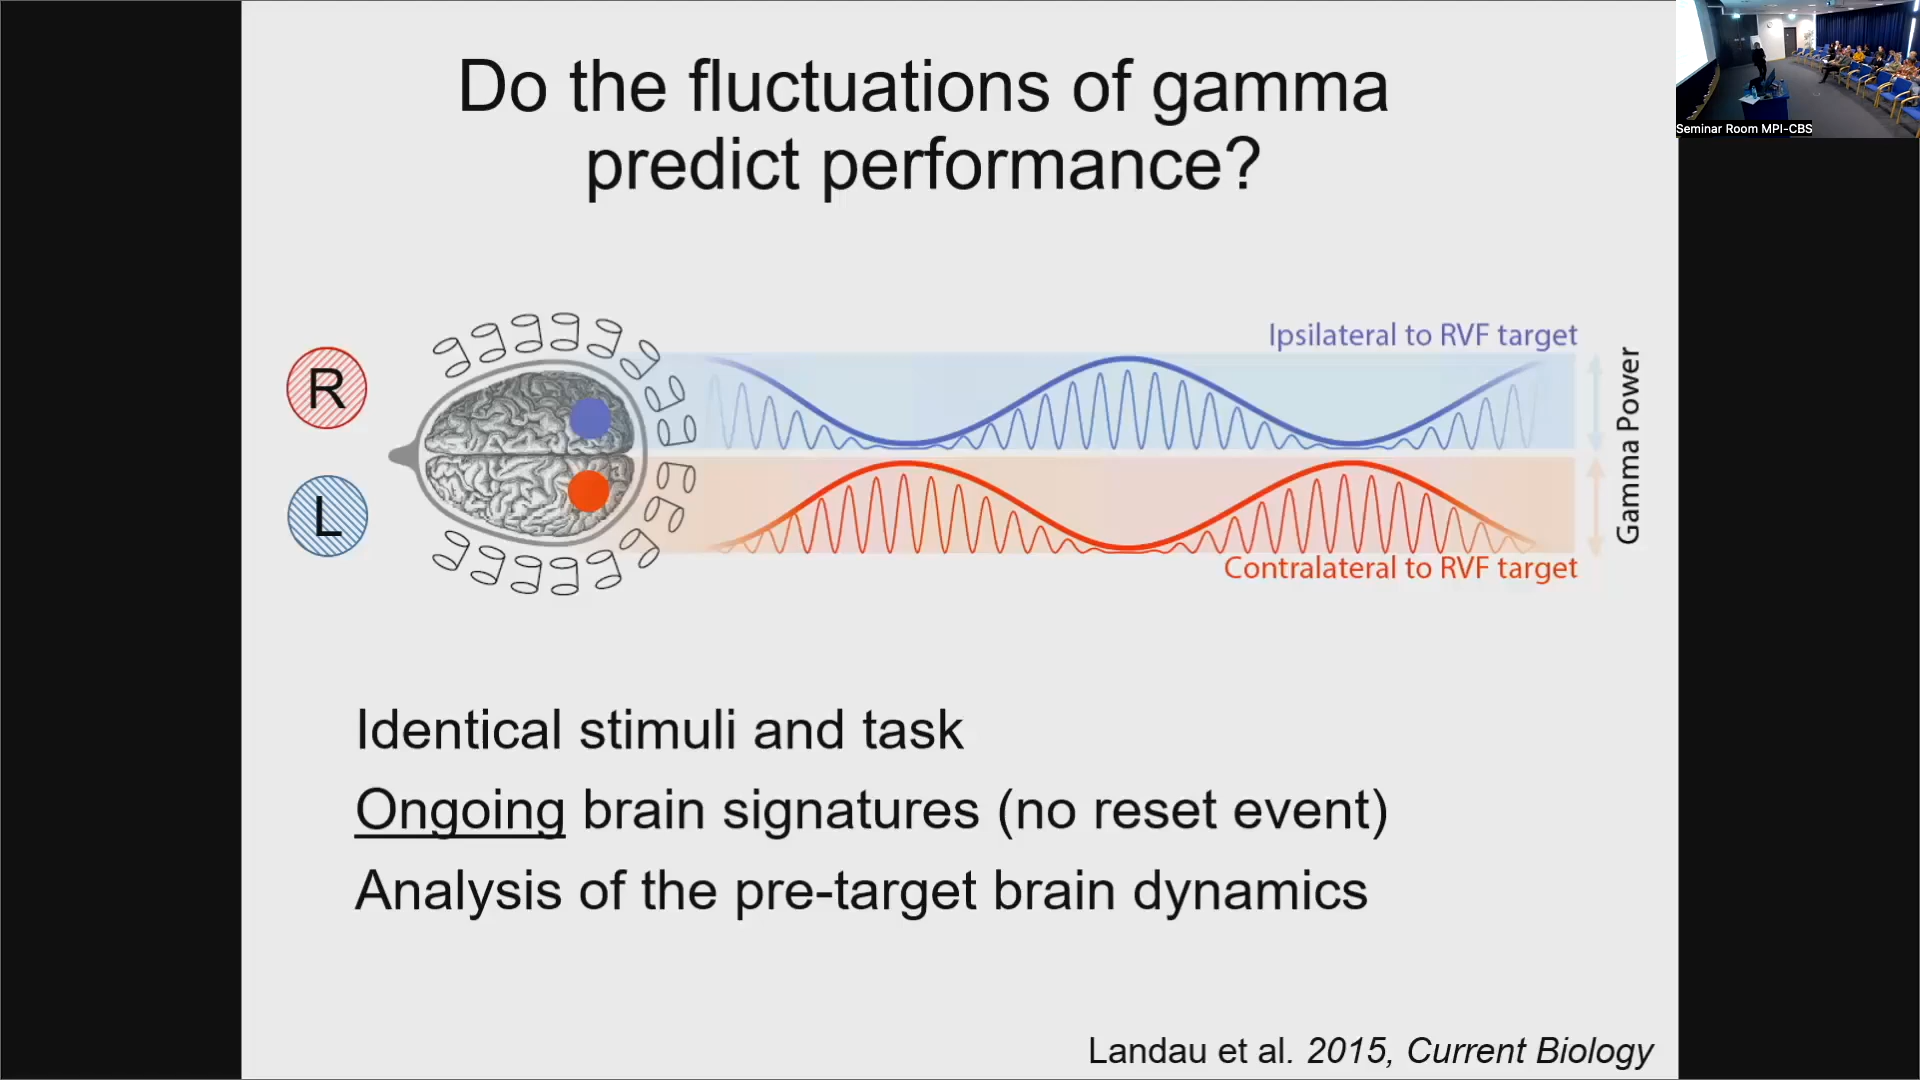 Do the fluctuations of gamma
predict performance?
Seminar Room MPI-CBS
Ipsilateral to RVF target
R
L
Gamma Power
Contralateral to RVF target
Identical stimuli and task
Ongoing brain signatures (no reset event)
Analysis of the pre-target brain dynamics
Landau et al. 2015, Current Biology